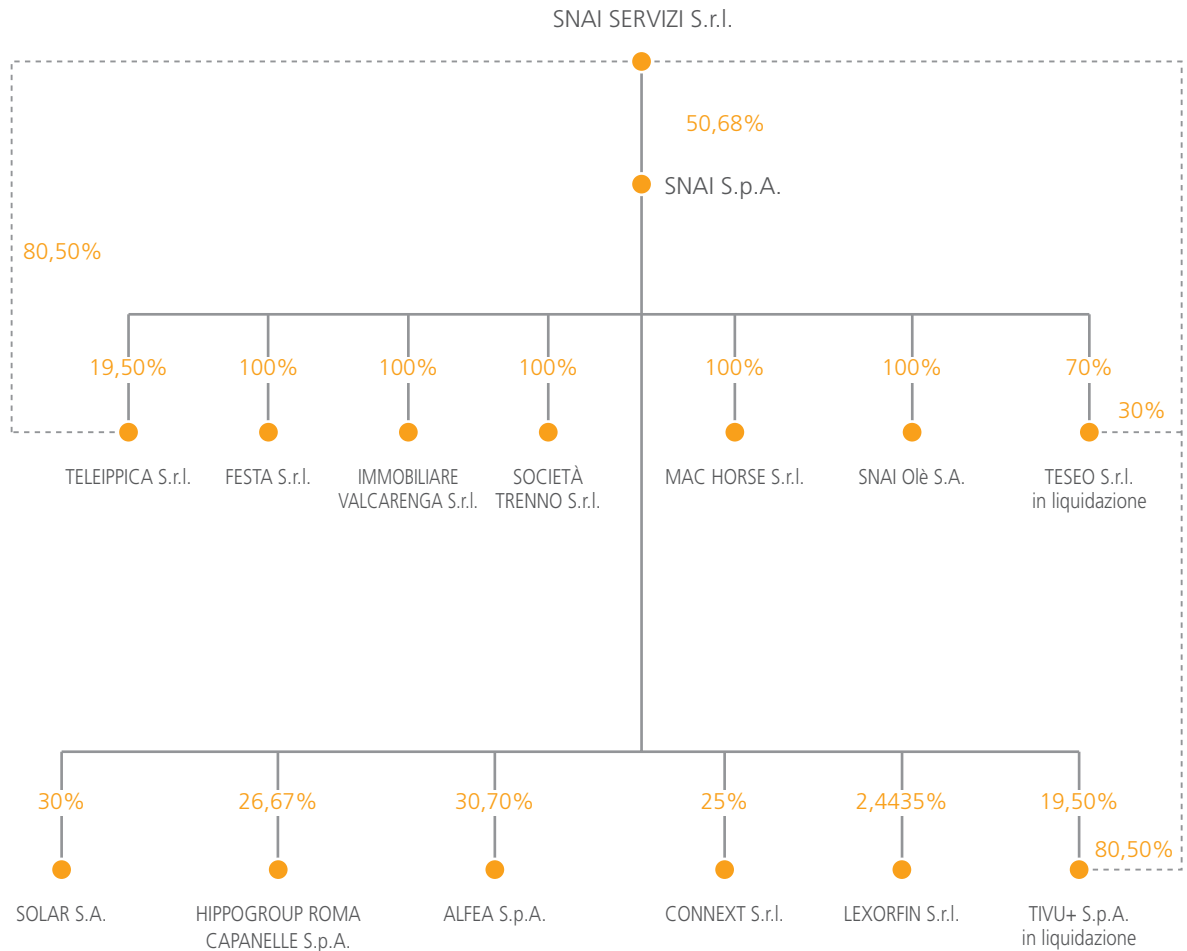 SNAI SERVIZI S.r.l.
50,68%
SNAI S.p.A.
80,50%
19,50%
100%
100%
100%
100%
100%
70%
30%
TELEIPPICA S.r.l.
FESTA S.r.l.
IMMOBILIARE
VALCARENGA S.r.l.
SOCIETÀ
TRENNO S.r.l.
MAC HORSE S.r.l.
SNAI Olè S.A.
TESEO S.r.l.
in liquidazione
30%
26,67%
30,70%
25%
2,4435%
19,50%
80,50%
SOLAR S.A.
HIPPOGROUP ROMA
CAPANELLE S.p.A.
ALFEA S.p.A.
CONNEXT S.r.l.
LEXORFIN S.r.l.
TIVU+ S.p.A.
in liquidazione